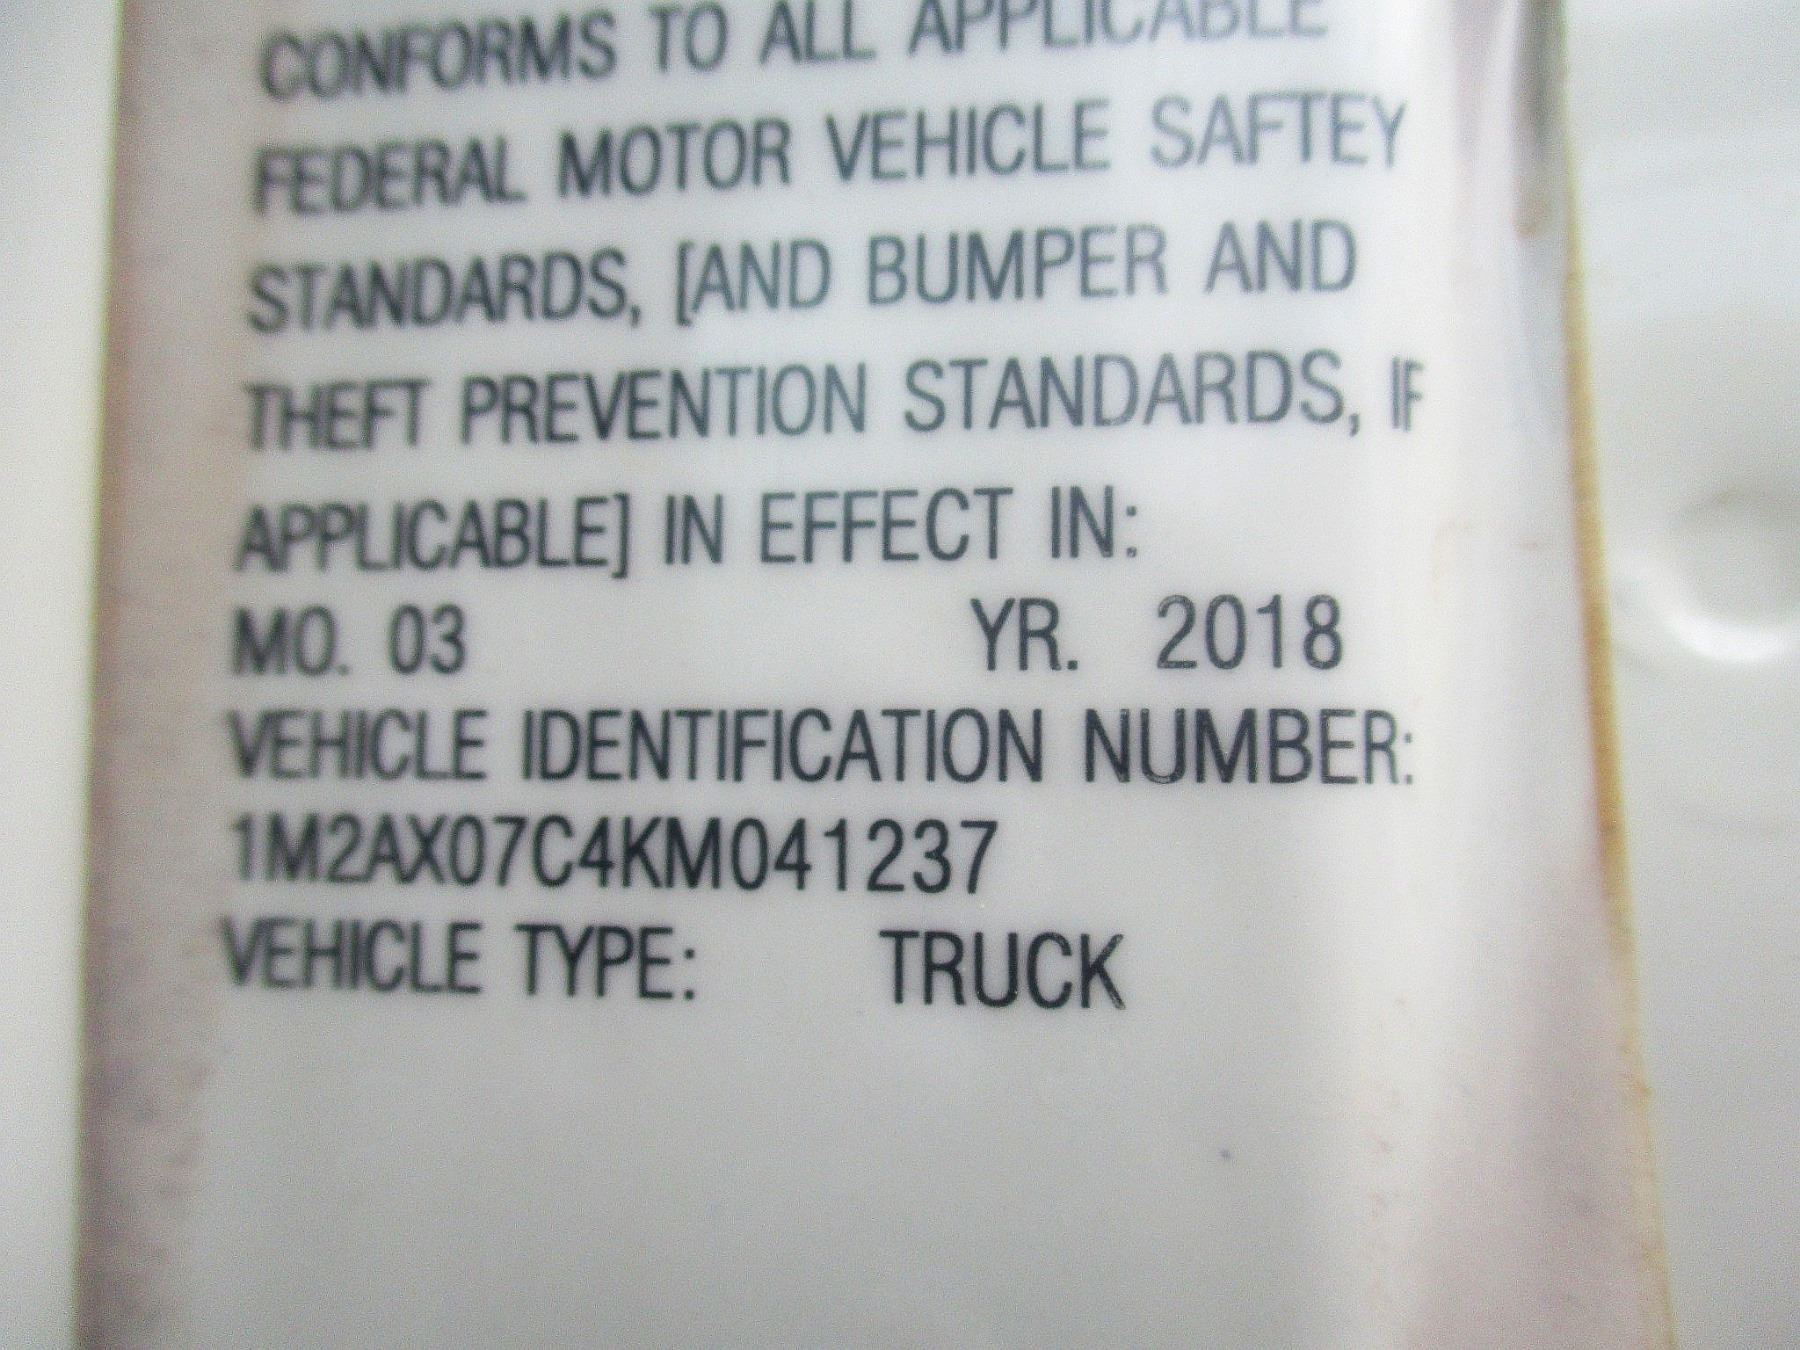 CONFORMS TO ALL APPLICABLE
FEDERAL MOTOR VEHICLE SAFTEY
STANDARDS, [AND BUMPER AND
THEFT PREVENTION STANDARDS, IF
APPLICABLE] IN EFFECT IN:
MO. 03 YR. 2018
VEHICLE IDENTIFICATION NUMBER:
1M2AX07C4KM041237
VEHICLE TYPE: TRUCK